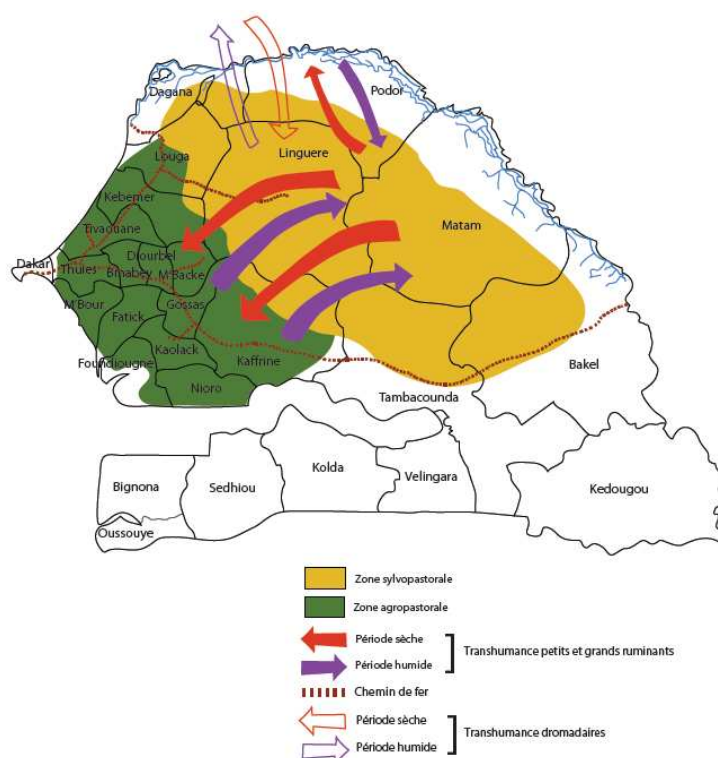 Podor
Dagana
Linguere
Louga
Matam
Kebemer
Tivaouane
Dakar
Thuies
Diourbel
Bmabey
M'Backe
M'Bour
Gossas
Fatick
Kaolack
Foundiougne
Kaffrine
Nioro
Bakel
Tambacounda
Bignona
Sedhiou
Kolda
Velingara
Kedougou
Oussouye
Zone sylvopastorale
Zone agropastorale
Période sèche
Période humide
Transhumance petits et grands ruminants
Chemin de fer
Période sèche
Période humide
Transhumance dromadaires